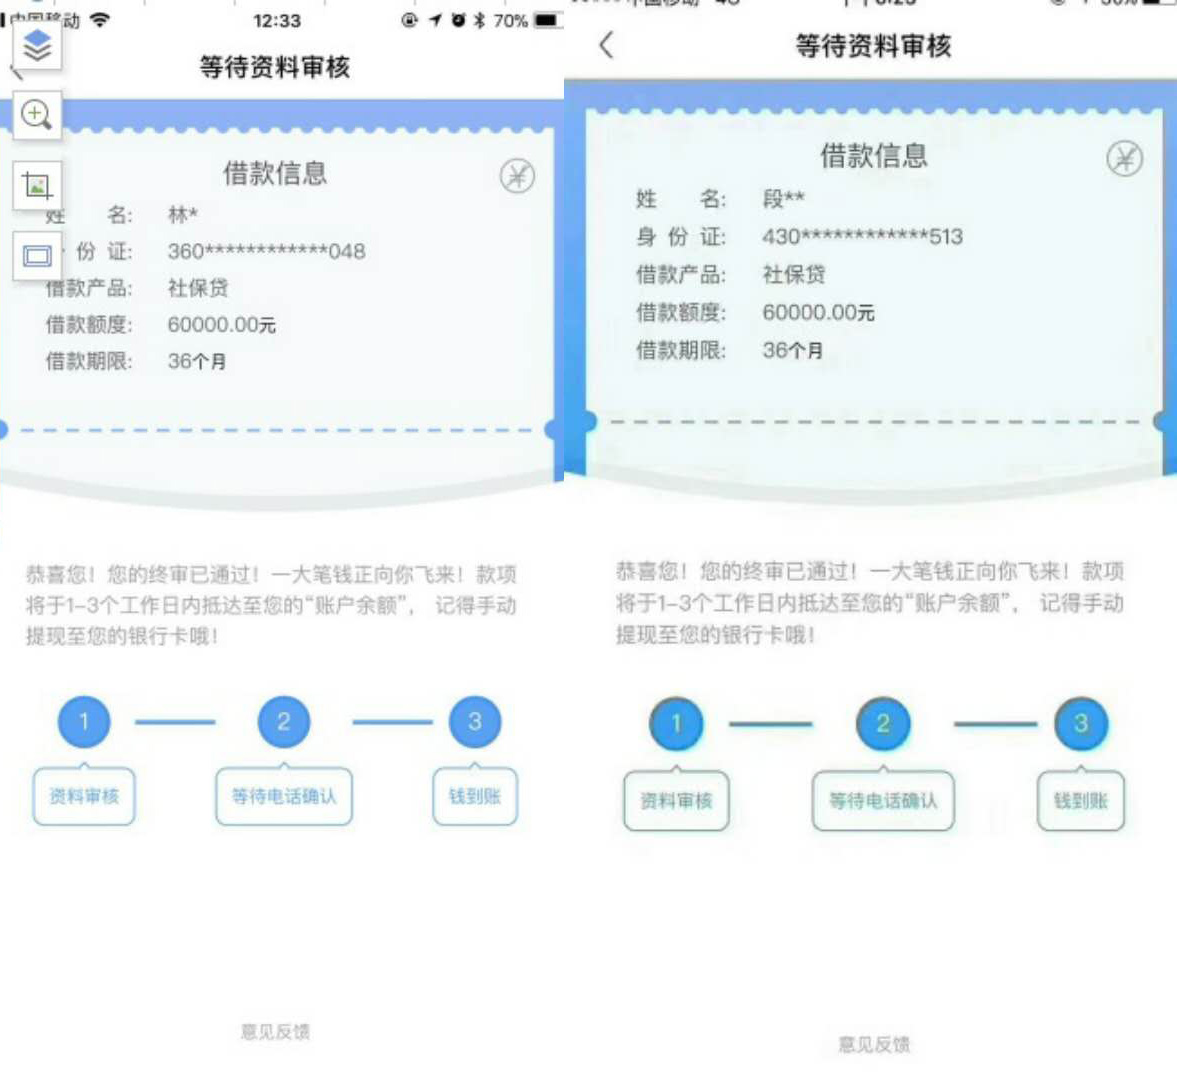 12:33
70%
等待资料审核
借款信息
姓 名: 林*
份 证: 360************048
借款产品: 社保贷
借款额度: 60000.00元
借款期限: 36个月
恭喜您！您的终审已通过！一大笔钱正向你飞来！款项
将于1-3个工作日内抵达至您的“账户余额”， 记得手动
提现至您的银行卡哦！
1
2
3
资料审核
等待电话确认
钱到账
意见反馈
等待资料审核
借款信息
姓 名: 段**
身 份 证: 430************513
借款产品: 社保贷
借款额度: 60000.00元
借款期限: 36个月
恭喜您！您的终审已通过！一大笔钱正向你飞来！款项
将于1-3个工作日内抵达至您的“账户余额”， 记得手动
提现至您的银行卡哦！
1
2
3
资料审核
等待电话确认
钱到账
意见反馈